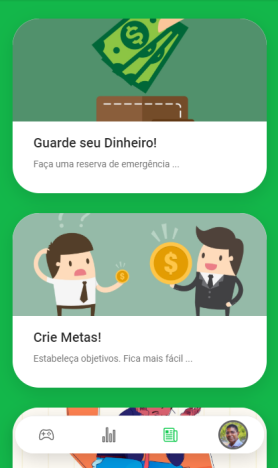 Guarde seu Dinheiro!
Faça uma reserva de emergência ...
Crie Metas!
Estabeleça objetivos. Fica mais fácil ...